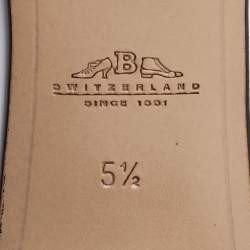 B
SWITZERLAND
SINCE 1851
5½